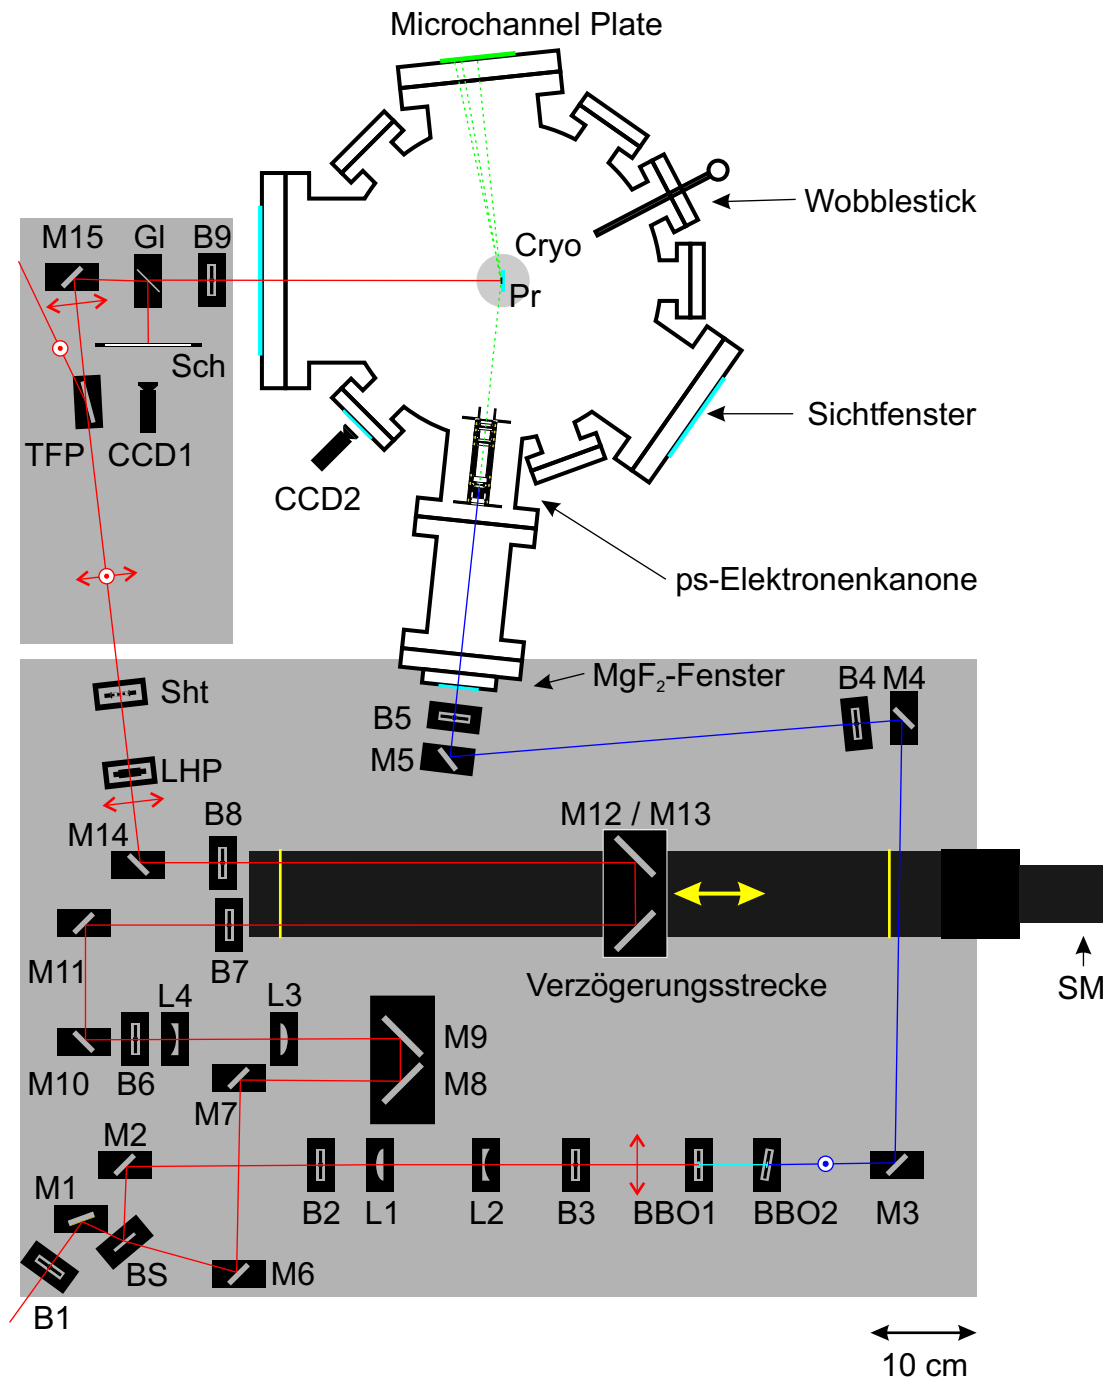 Microchannel Plate
Wobblestick
M15
Gl
B9
Cryo
Pr
Sch
TFP
CCD1
CCD2
Sichtfenster
ps-Elektronenkanone
MgF₂-Fenster
Sht
B5
B4
M4
M5
LHP
B8
M12 / M13
M14
M11
B7
Verzögerungsstrecke
SM
L4
L3
M9
M10
B6
M8
M7
M2
M1
B2
L1
L2
B3
BBO1
BBO2
M3
BS
M6
B1
10 cm